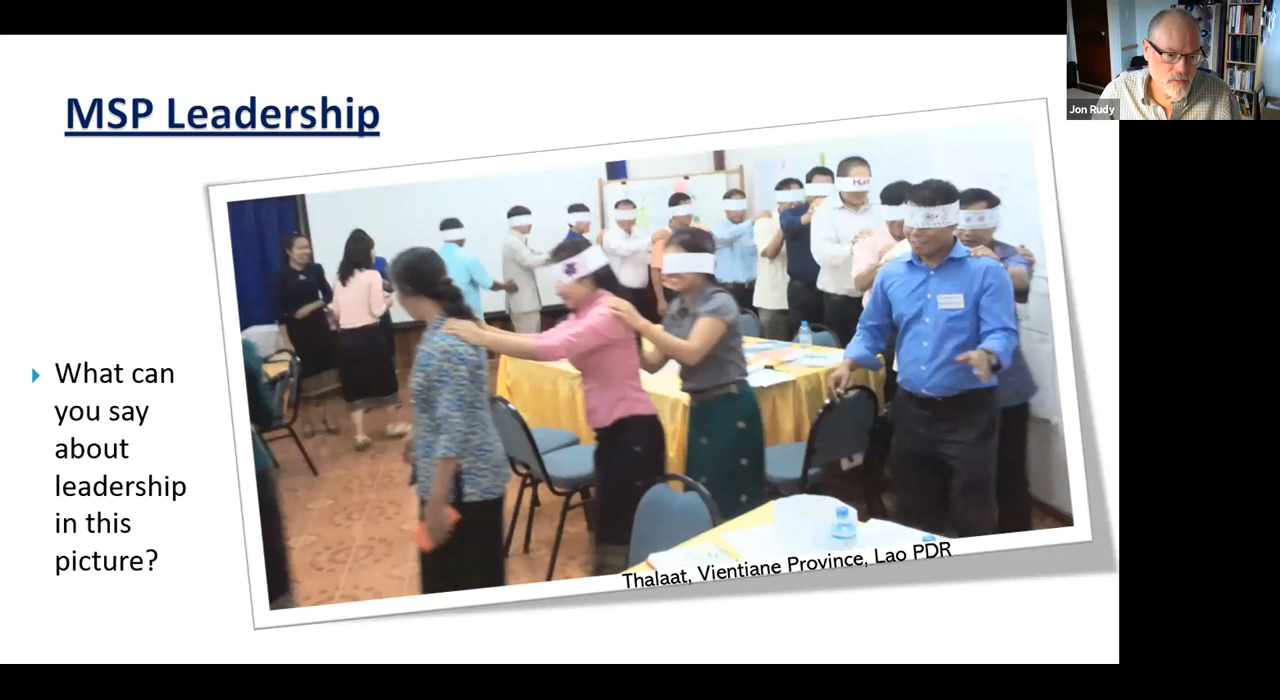 MSP Leadership
Jon Rudy
What can
you say
about
leadership
in this
picture?
Thalaat, Vientiane Province, Lao PDR